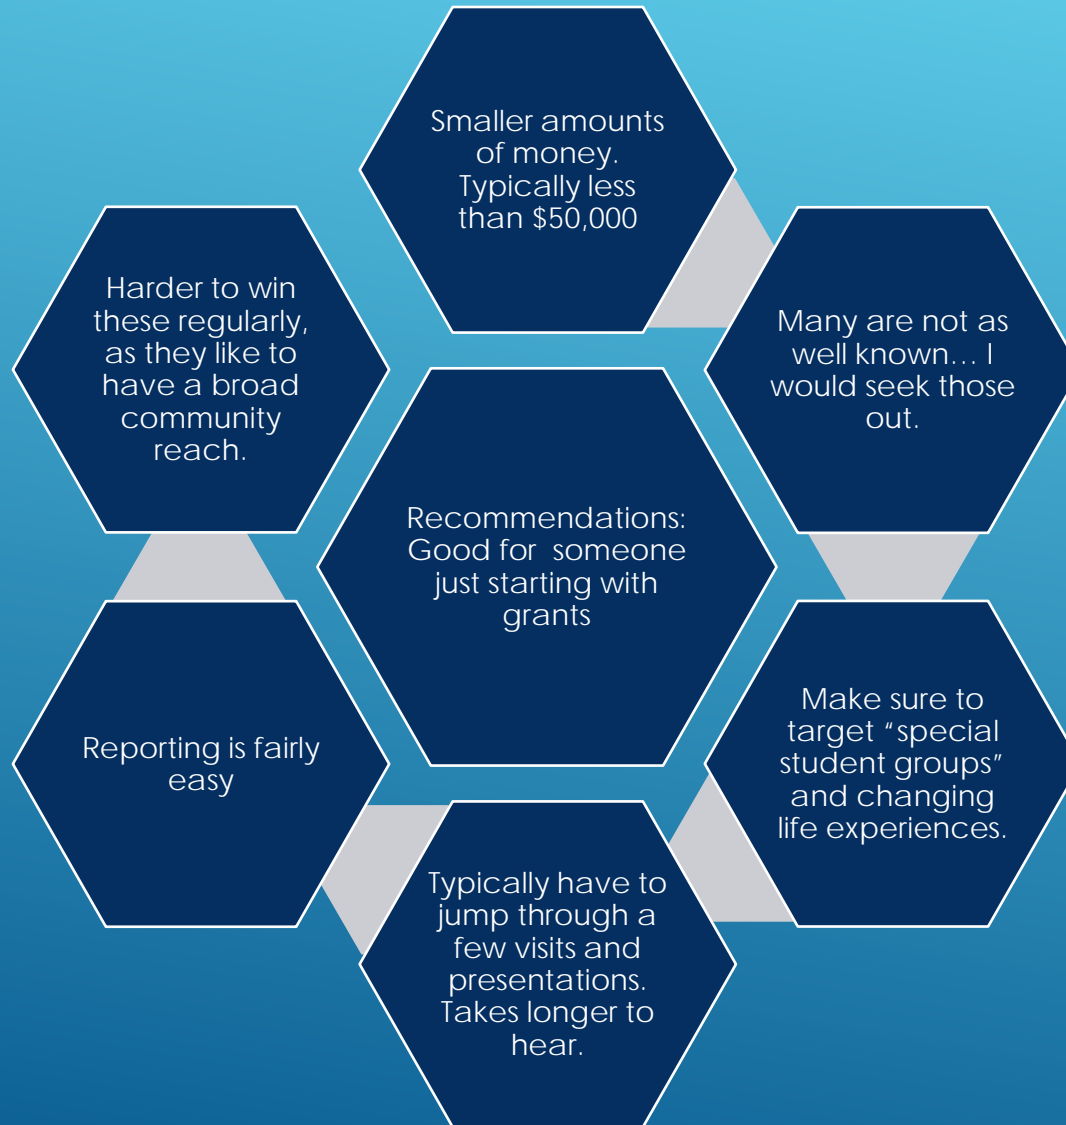 Smaller amounts
of money.
Typically less
than $50,000
Many are not as
well known... I
would seek those
out.
Make sure to
target "special
student groups"
and changing
life experiences.
Typically have to
jump through a
few visits and
presentations.
Takes longer to
hear.
Reporting is fairly
easy
Harder to win
these regularly,
as they like to
have a broad
community
reach.
Recommendations:
Good for  someone
just starting with
grants